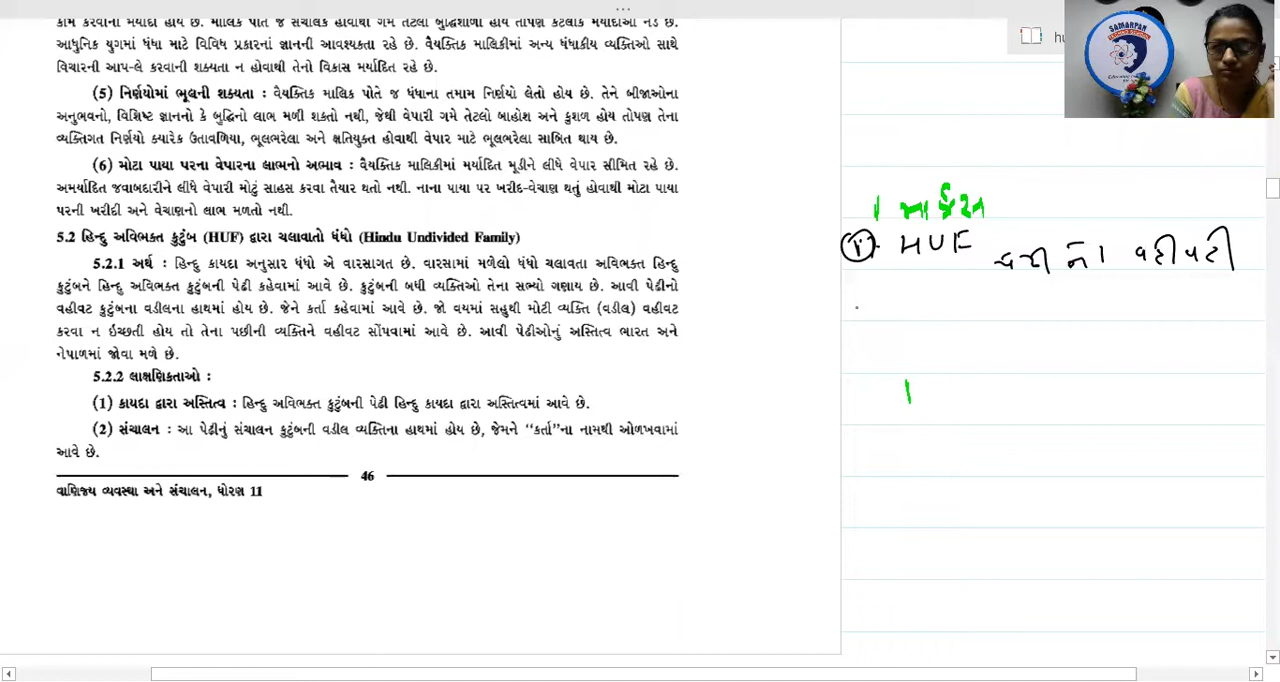 કામ કરવાની મર્યાદા હોય છે. માલિક પોતે જ સંચાલક હોવાથી ગમે તેટલો બુદ્ધિશાળી હોય તોપણ કેટલીક મર્યાદાઓ નડે છે.
આધુનિક યુગમાં ધંધા માટે વિવિધ પ્રકારનાં જ્ઞાનની આવશ્યકતા રહે છે. વૈયક્તિક માલિકીમાં અન્ય ધંધાકીય વ્યક્તિઓ સાથે
વિચારની આપ-લે કરવાની શક્યતા ન હોવાથી તેનો વિકાસ મર્યાદિત રહે છે.
(5) નિર્ણયોમાં ભૂલની શક્યતા : વૈયક્તિક માલિક પોતે જ ધંધાના તમામ નિર્ણયો લેતો હોય છે. તેને બીજાઓના
અનુભવનો, વિશિષ્ટ જ્ઞાનનો કે બુદ્ધિનો લાભ મળી શકતો નથી, જેથી વેપારી ગમે તેટલો બાહોશ અને કુશળ હોય તોપણ તેના
વ્યક્તિગત નિર્ણયો ક્યારેક ઉતાવળિયા, ભૂલભરેલા અને ક્ષતિયુક્ત હોવાથી વેપાર માટે ભૂલભરેલા સાબિત થાય છે.
(6) મોટા પાયા પરના વેપારના લાભનો અભાવ : વૈયક્તિક માલિકીમાં મર્યાદિત મૂડીને લીધે વેપાર સીમિત રહે છે.
અમર્યાદિત જવાબદારીને લીધે વેપારી મોટું સાહસ કરવા તૈયાર થતો નથી. નાના પાયા પર ખરીદ-વેચાણ થતું હોવાથી મોટા પાયા
પરની ખરીદી અને વેચાણનો લાભ મળતો નથી.
5.2 હિન્દુ અવિભક્ત કુટુંબ (HUF) દ્વારા ચલાવાતો ધંધો (Hindu Undivided Family)
5.2.1 અર્થ : હિન્દુ કાયદા અનુસાર ધંધો એ વારસાગત છે. વારસામાં મળેલો ધંધો ચલાવતા અવિભક્ત હિન્દુ
કુટુંબને હિન્દુ અવિભક્ત કુટુંબની પેઢી કહેવામાં આવે છે. કુટુંબની બધી વ્યક્તિઓ તેના સભ્યો ગણાય છે. આવી પેઢીનો
વહીવટ કુટુંબના વડીલના હાથમાં હોય છે. જેને કર્તા કહેવામાં આવે છે. જો વયમાં સહુથી મોટી વ્યક્તિ (વડીલ) વહીવટ
કરવા ન ઇચ્છતી હોય તો તેના પછીની વ્યક્તિને વહીવટ સોંપવામાં આવે છે. આવી પેઢીઓનું અસ્તિત્વ ભારત અને
નેપાળમાં જોવા મળે છે.
5.2.2 લાક્ષણિકતાઓ :
(1) કાયદા દ્વારા અસ્તિત્વ : હિન્દુ અવિભક્ત કુટુંબની પેઢી હિન્દુ કાયદા દ્વારા અસ્તિત્વમાં આવે છે.
(2) સંચાલન : આ પેઢીનું સંચાલન કુટુંબની વડીલ વ્યક્તિના હાથમાં હોય છે, જેમને “કર્તા”ના નામથી ઓળખવામાં
આવે છે.
46
વાણિજ્ય વ્યવસ્થા અને સંચાલન, ધોરણ 11
HUF
વહીવટી
SAMARPAN